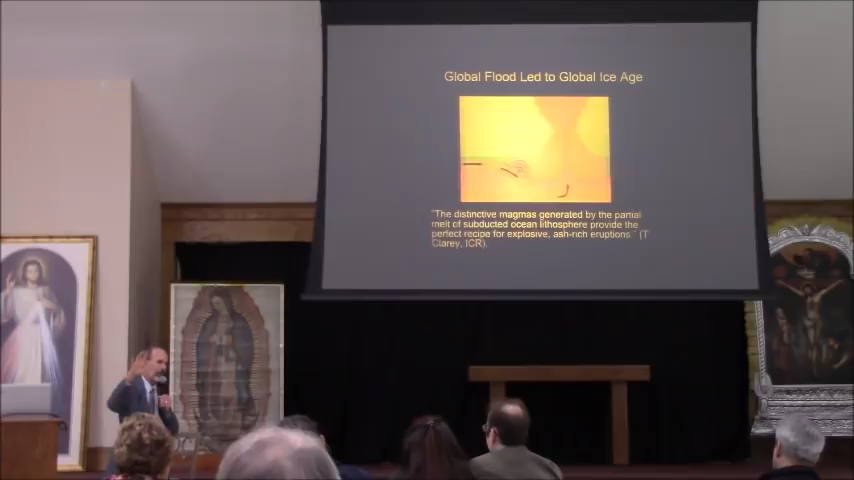 Global Flood Led to Global Ice Age
"The distinctive magmas generated by the partial
melt of subducted ocean lithosphere provide the
perfect recipe for explosive, ash-rich eruptions." (T
Clarey, ICR).